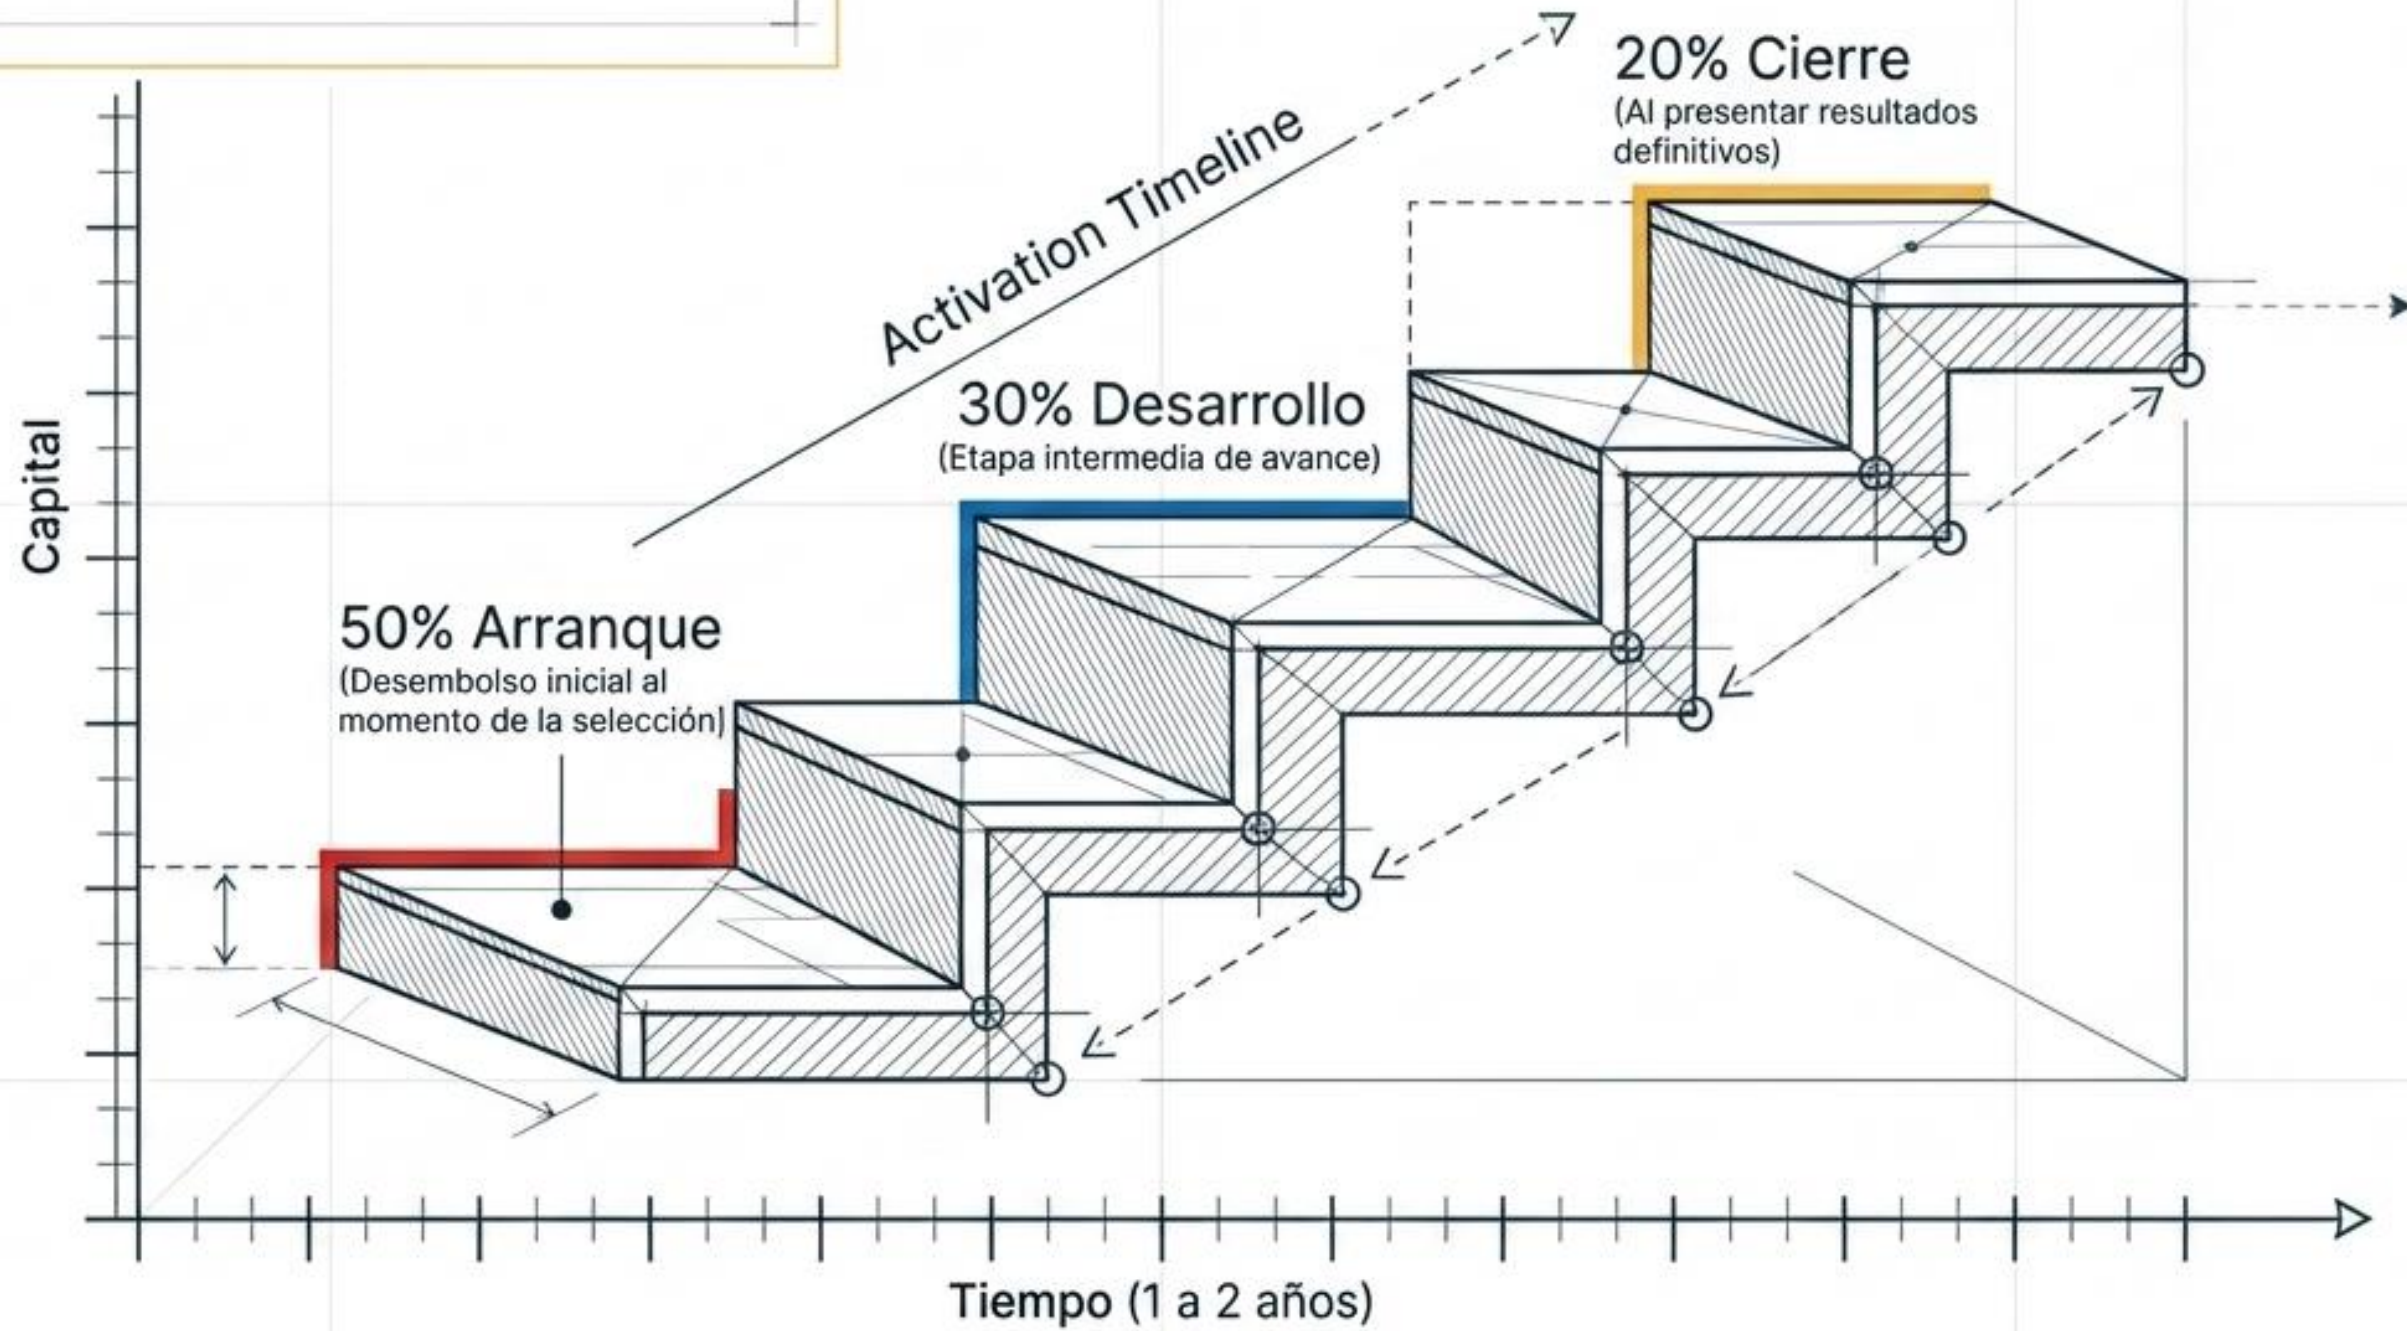 20% Cierre
(Al presentar resultados
definitivos)
Activation Timeline
30% Desarrollo
(Etapa intermedia de avance)
50% Arranque
(Desembolso inicial al
momento de la selección)
Capital
Tiempo (1 a 2 años)